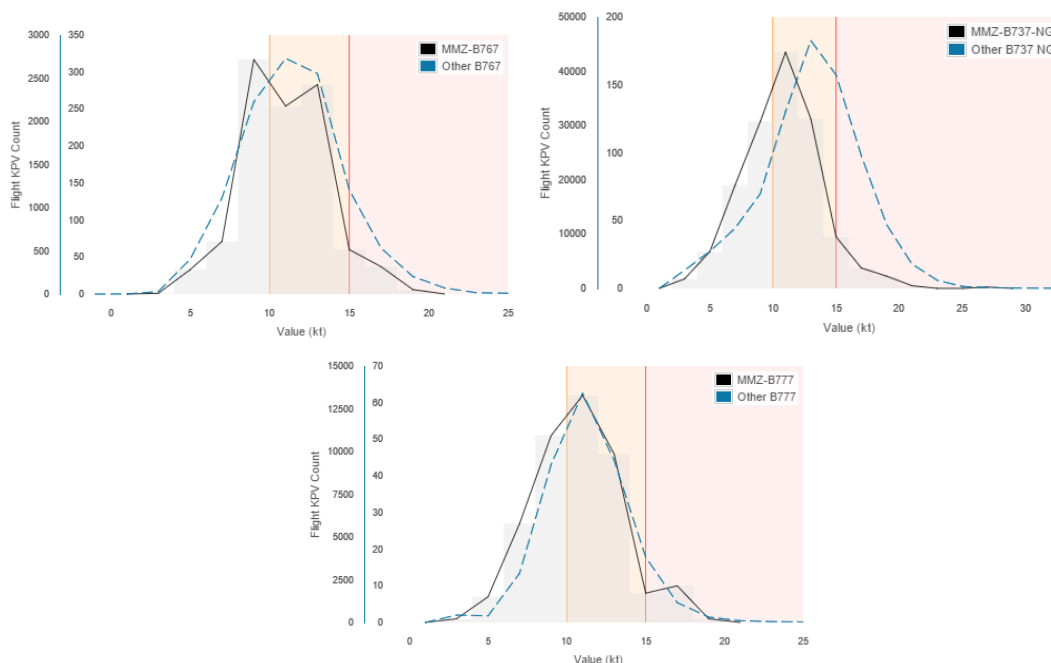 3000 350
MMZ-B767
Other B767
300
2500
250
2000
200
1500
150
1000
100
500
50
0 0
Flight KPV Count
0 5 10 15 20 25
Value (kt)
50000 200
MMZ-B737-NG
Other B737 NG
40000
150
30000
100
20000
50
10000
0 0
Flight KPV Count
0 5 10 15 20 25 30
Value (kt)
15000 70
MMZ-B777
Other B777
60
12500
50
10000
40
7500
30
5000
20
2500
10
0 0
Flight KPV Count
0 5 10 15 20 25
Value (kt)